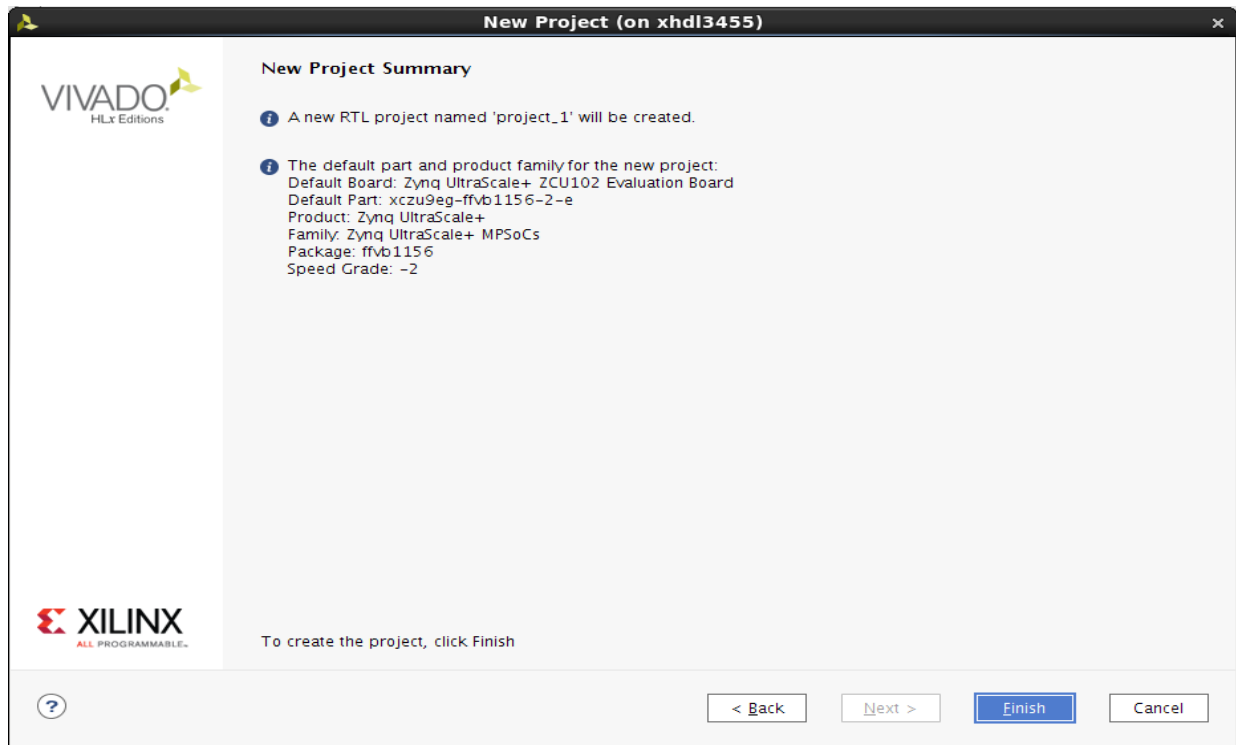 New Project (on xhdl3455)
×
VIVADO.
HLx Editions
New Project Summary
A new RTL project named 'project_1' will be created.
The default part and product family for the new project:
Default Board: Zynq UltraScale+ ZCU102 Evaluation Board
Default Part: xczu9eg-ffvb1156-2-e
Product: Zynq UltraScale+
Family: Zynq UltraScale+ MPSoCs
Package: ffvb1156
Speed Grade: -2
XILINX
ALL PROGRAMMABLE™
To create the project, click Finish
?
< Back
Next >
Finish
Cancel